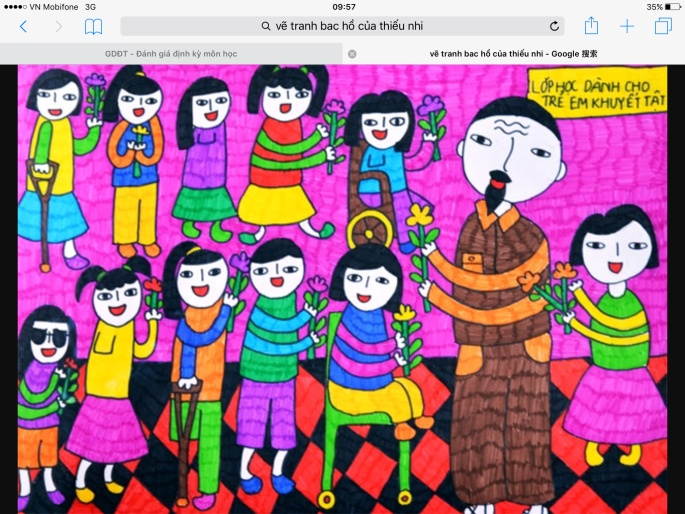 VN Mobifone 3G
09:57
35%
vẽ tranh bac hồ của thiếu nhi
GDĐT - Đánh giá định kỳ môn học
vẽ tranh bac hồ của thiếu nhi - Google 搜索
LỚP HỌC DÀNH CHO
TRẺ EM KHUYẾT TẬT